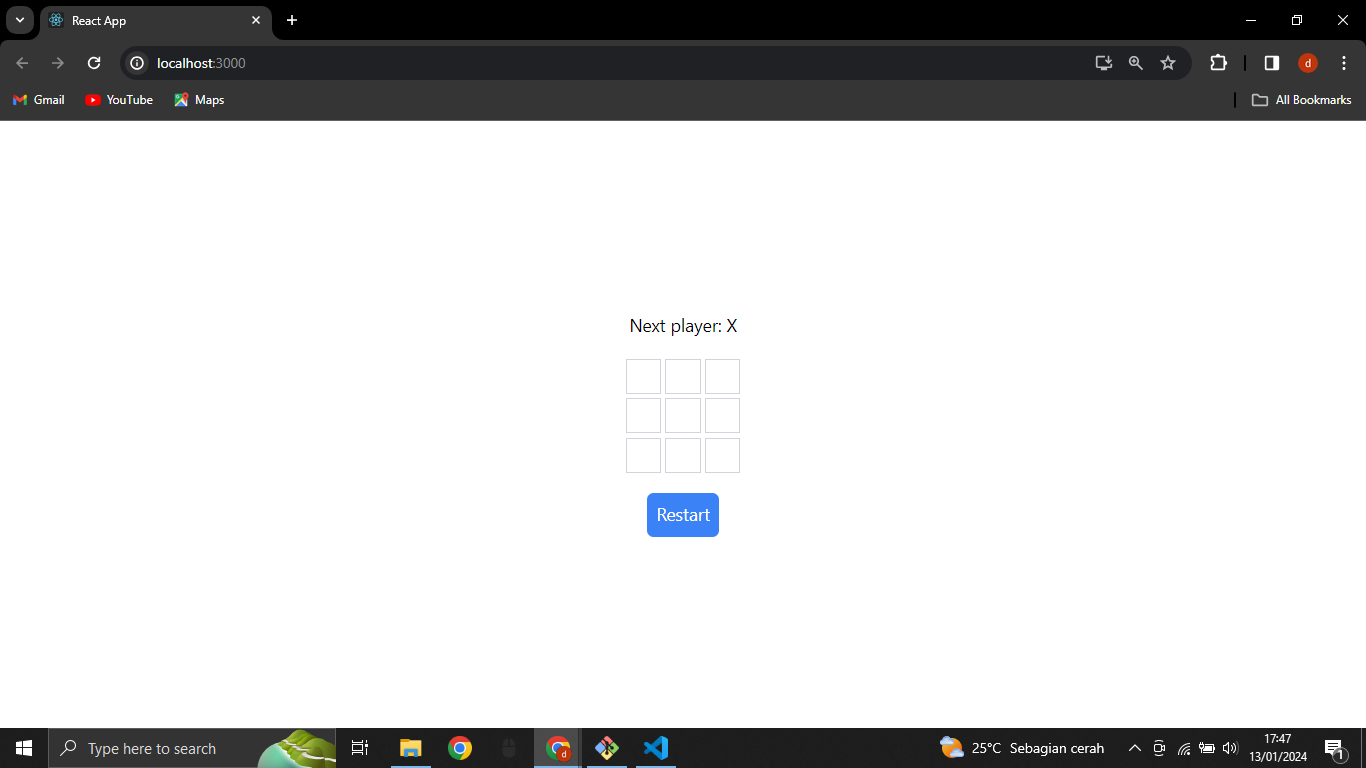 React App
localhost:3000
Gmail YouTube Maps All Bookmarks
d
Next player: X
Restart
Type here to search
d
25°C Sebagian cerah
17:47
13/01/2024
1